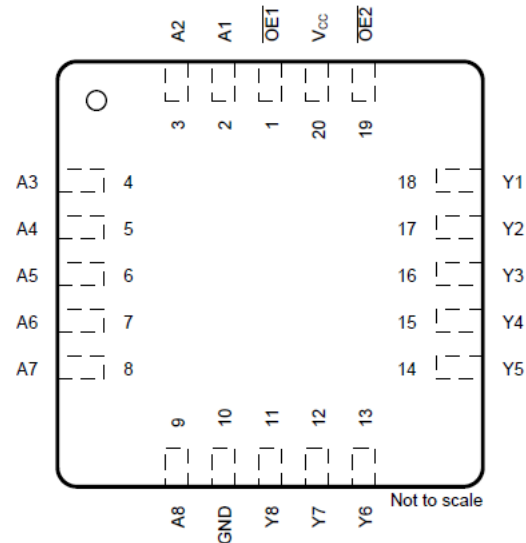 A2 A1 O̅E̅1̅ VCC O̅E̅2̅
3 2 1 20 19
A3 4 18 Y1
A4 5 17 Y2
A5 6 16 Y3
A6 7 15 Y4
A7 8 14 Y5
9 10 11 12 13
A8 GND Y8 Y7 Y6
Not to scale